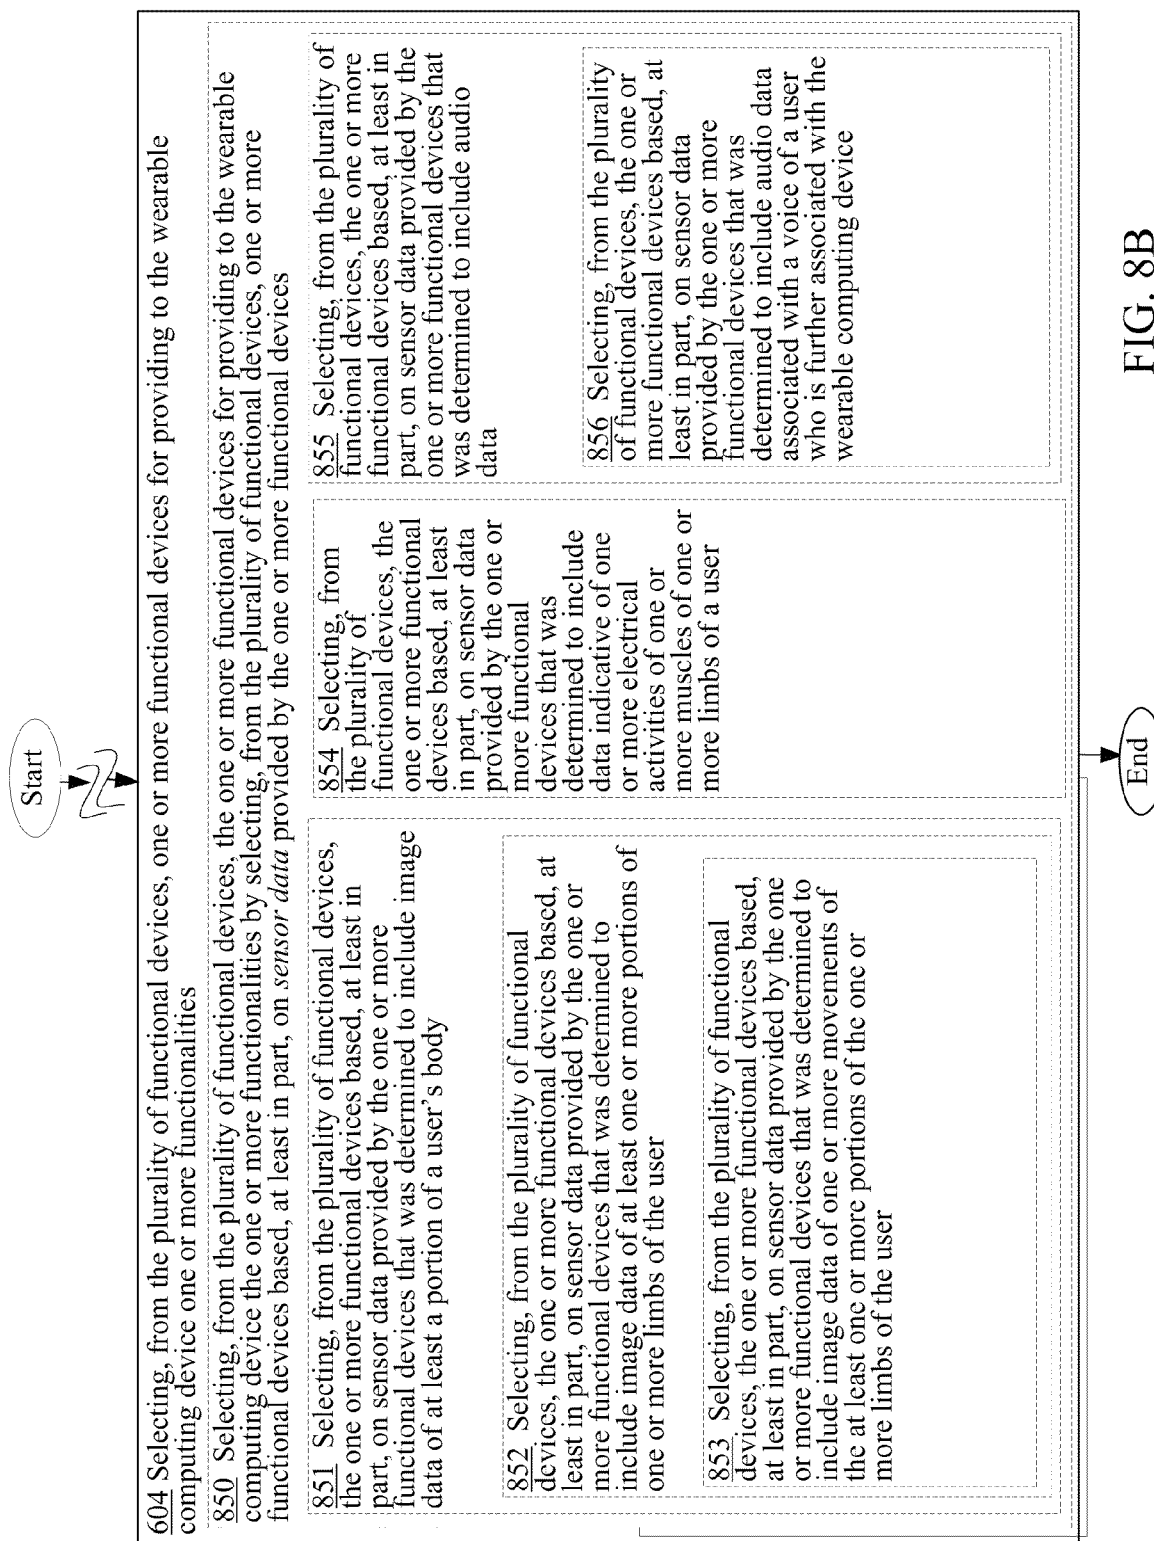 Start
604 Selecting, from the plurality of functional devices, one or more functional devices for providing to the wearable
computing device one or more functionalities
850 Selecting, from the plurality of functional devices, the one or more functional devices for providing to the wearable
computing device the one or more functionalities by selecting, from the plurality of functional devices, one or more
functional devices based, at least in part, on sensor data provided by the one or more functional devices
851 Selecting, from the plurality of functional devices,
the one or more functional devices based, at least in
part, on sensor data provided by the one or more
functional devices that was determined to include image
data of at least a portion of a user's body
852 Selecting, from the plurality of functional
devices, the one or more functional devices based, at
least in part, on sensor data provided by the one or
more functional devices that was determined to
include image data of at least one or more portions of
one or more limbs of the user
853 Selecting, from the plurality of functional
devices, the one or more functional devices based,
at least in part, on sensor data provided by the one
or more functional devices that was determined to
include image data of one or more movements of
the at least one or more portions of the one or
more limbs of the user
854 Selecting, from
the plurality of
functional devices, the
one or more functional
devices based, at least
in part, on sensor data
provided by the one or
more functional
devices that was
determined to include
data indicative of one
or more electrical
activities of one or
more muscles of one or
more limbs of a user
855 Selecting, from the plurality of
functional devices, the one or more
functional devices based, at least in
part, on sensor data provided by the
one or more functional devices that
was determined to include audio
data
856 Selecting, from the plurality
of functional devices, the one or
more functional devices based, at
least in part, on sensor data
provided by the one or more
functional devices that was
determined to include audio data
associated with a voice of a user
who is further associated with the
wearable computing device
End
FIG. 8B